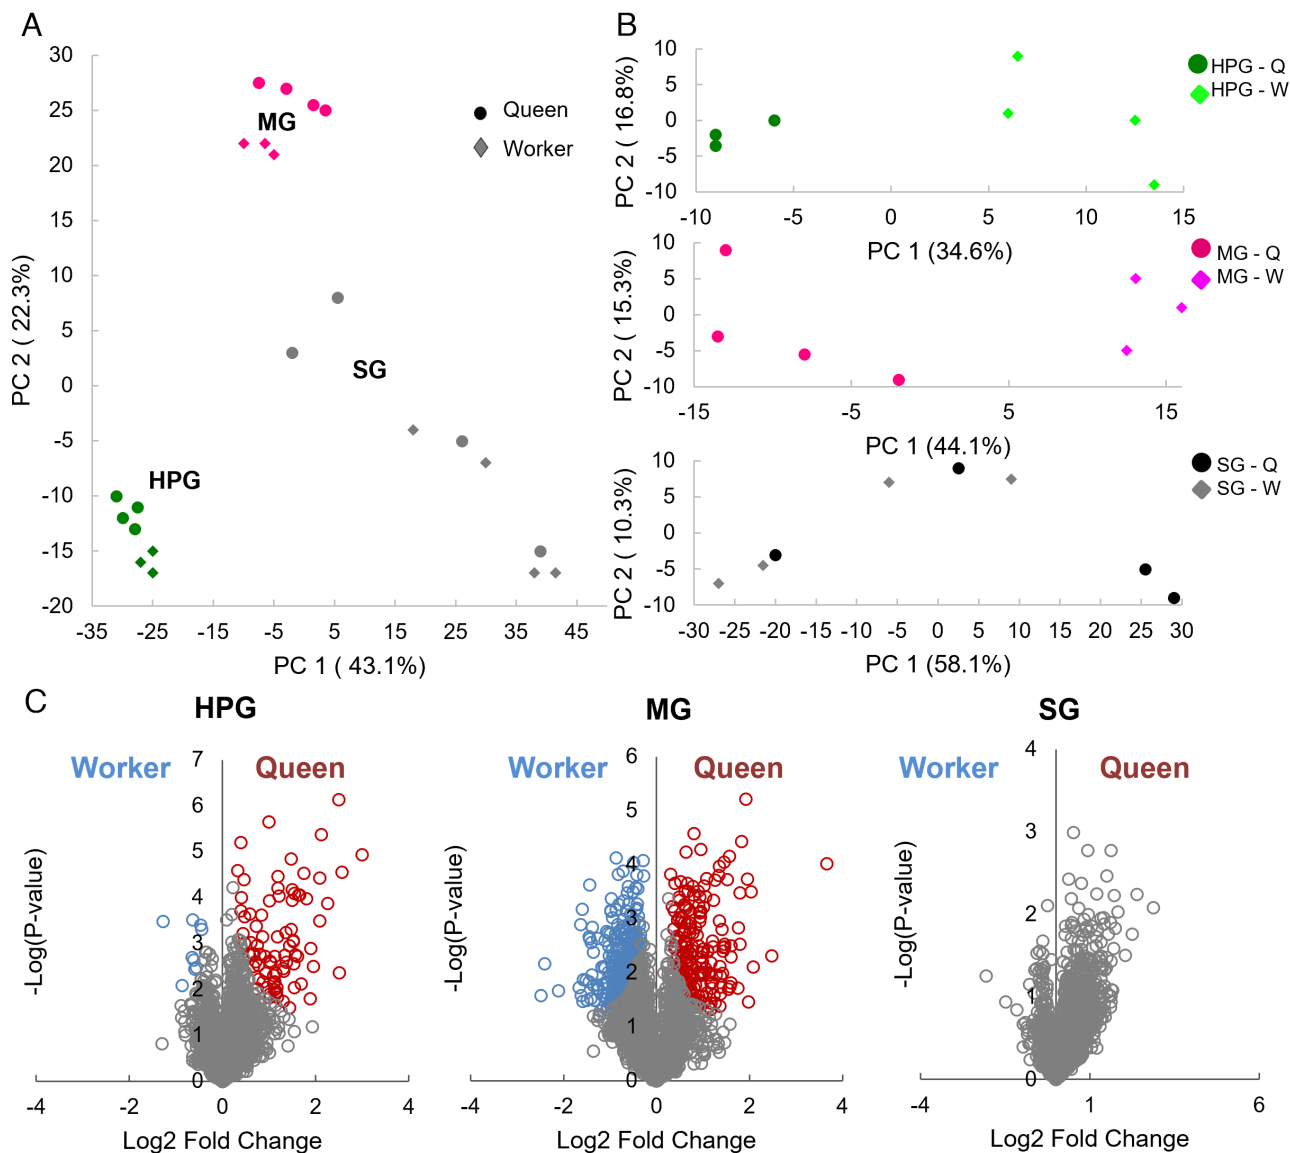 A
30
25
20
15
10
5
0
-5
-10
-15
-20
-35 -25 -15 -5 5 15 25 35 45
PC 1 ( 43.1%)
PC 2 ( 22.3%)
MG
SG
HPG
Queen
Worker
B
10
5
0
-5
-10
-10 -5 0 5 10 15
PC 1 (34.6%)
PC 2 ( 16.8%)
HPG - Q
HPG - W
10
5
0
-5
-10
-15 -5 5 15
PC 1 (44.1%)
PC 2 ( 15.3%)
MG - Q
MG - W
10
5
0
-5
-10
-30 -25 -20 -15 -10 -5 0 5 10 15 20 25 30
PC 1 (58.1%)
PC 2 ( 10.3%)
SG - Q
SG - W
C
HPG
Worker Queen
7
6
5
4
3
2
1
0
-4 -2 0 2 4
Log2 Fold Change
-Log(P-value)
MG
Worker Queen
6
5
4
3
2
1
0
-4 -2 0 2 4
Log2 Fold Change
-Log(P-value)
SG
Worker Queen
4
3
2
1
0
-4 1 6
Log2 Fold Change
-Log(P-value)